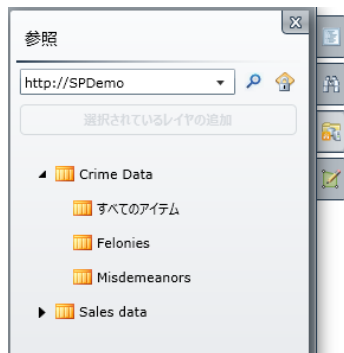 参照
http://SPDemo
選択されているレイヤの追加
Crime Data
すべてのアイテム
Felonies
Misdemeanors
Sales data